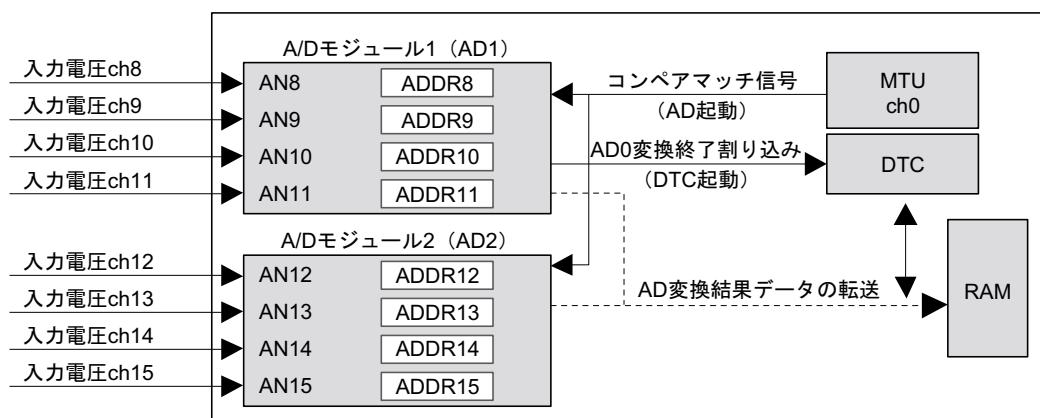 A/Dモジュール1（AD1）
入力電圧ch8
AN8
ADDR8
入力電圧ch9
AN9
ADDR9
入力電圧ch10
AN10
ADDR10
入力電圧ch11
AN11
ADDR11
コンペアマッチ信号
（AD起動）
MTU
ch0
AD0変換終了割り込み
（DTC起動）
DTC
A/Dモジュール2（AD2）
入力電圧ch12
AN12
ADDR12
入力電圧ch13
AN13
ADDR13
入力電圧ch14
AN14
ADDR14
入力電圧ch15
AN15
ADDR15
AD変換結果データの転送
RAM